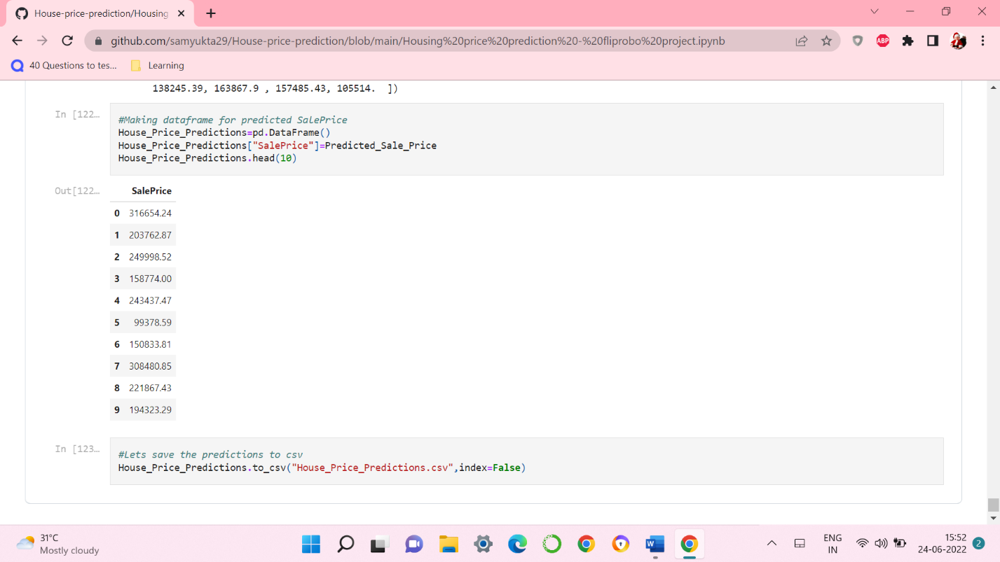 House-price-prediction/Housing
github.com/samyukta29/House-price-prediction/blob/main/Housing%20price%20prediction%20-%20fliprobo%20project.ipynb
ABP
40 Questions to tes... Learning
138245.39, 163867.9 , 157485.43, 105514. ])
In [122...
#Making dataframe for predicted SalePrice
House_Price_Predictions=pd.DataFrame()
House_Price_Predictions["SalePrice"]=Predicted_Sale_Price
House_Price_Predictions.head(10)
Out[122...
SalePrice
0 316654.24
1 203762.87
2 249998.52
3 158774.00
4 243437.47
5 99378.59
6 150833.81
7 308480.85
8 221867.43
9 194323.29
In [123...
#Lets save the predictions to csv
House_Price_Predictions.to_csv("House_Price_Predictions.csv",index=False)
31°C
Mostly cloudy
W
ENG
IN
15:52
24-06-2022
2